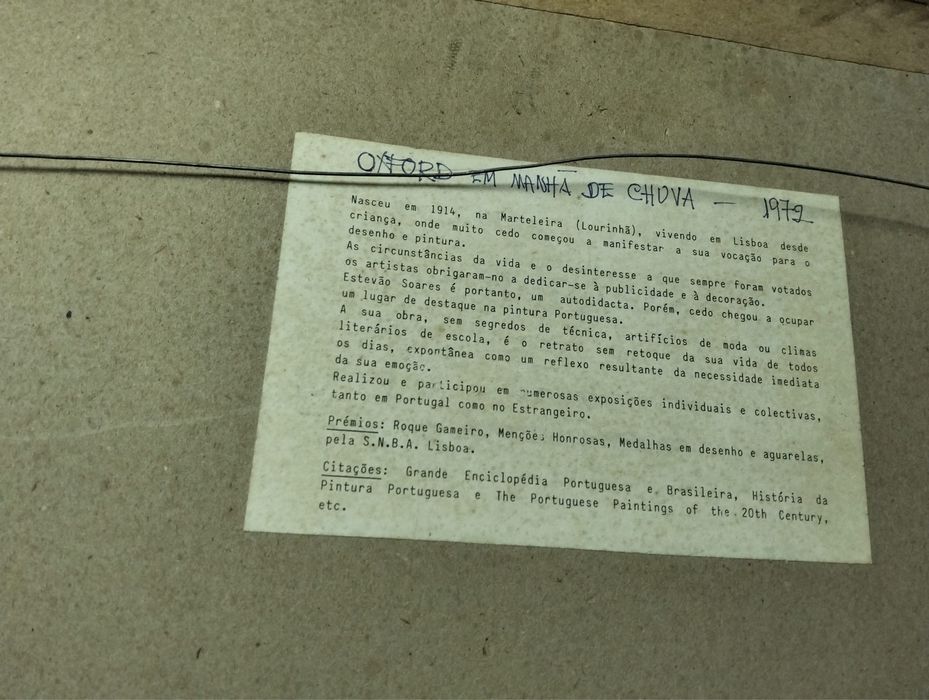 OXFORD EM MANHÃ DE CHUVA — 1972
Nasceu em 1914, na Marteleira (Lourinhã), vivendo em Lisboa desde
criança, onde muito cedo começou a manifestar a sua vocação para o
desenho e pintura.
As circunstâncias da vida e o desinteresse a que sempre foram votados
os artistas obrigaram-no a dedicar-se à publicidade e à decoração.
Estevão Soares é portanto, um autodidacta. Porém, cedo chegou a ocupar
um lugar de destaque na pintura Portuguesa.
A sua obra, sem segredos de técnica, artifícios de moda ou climas
literários de escola, é o retrato sem retoque da sua vida de todos
os dias, expontânea como um reflexo resultante da necessidade imediata
da sua emoção.
Realizou e participou em numerosas exposições individuais e colectivas,
tanto em Portugal como no Estrangeiro.
Prémios: Roque Gameiro, Menções Honrosas, Medalhas em desenho e aguarelas,
pela S.N.B.A. Lisboa.
Citações: Grande Enciclopédia Portuguesa e Brasileira, História da
Pintura Portuguesa e The Portuguese Paintings of the 20th Century,
etc.